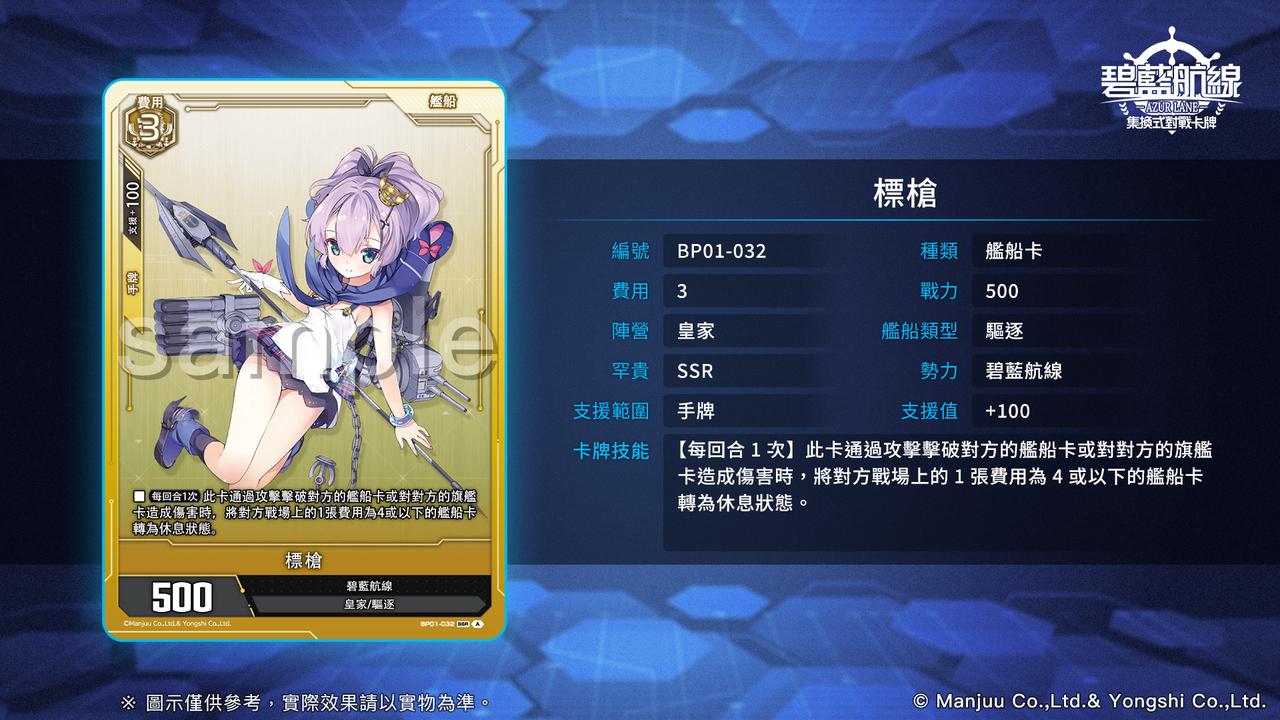 碧藍航線
AZUR LANE
集換式對戰卡牌
費用
3
艦船
支援+100
手牌
sample
■ 每回合1次 此卡通過攻擊擊破對方的艦船卡或對對方的旗艦
卡造成傷害時，將對方戰場上的1張費用為4或以下的艦船卡
轉為休息狀態。
標槍
500
碧藍航線
皇家/驅逐
©Manjuu Co.,Ltd.& Yongshi Co.,Ltd.
BP01-032 SSR A
標槍
編號 BP01-032 種類 艦船卡
費用 3 戰力 500
陣營 皇家 艦船類型 驅逐
罕貴 SSR 勢力 碧藍航線
支援範圍 手牌 支援值 +100
卡牌技能 【每回合 1 次】此卡通過攻擊擊破對方的艦船卡或對對方的旗艦
卡造成傷害時，將對方戰場上的 1 張費用為 4 或以下的艦船卡
轉為休息狀態。
※ 圖示僅供參考，實際效果請以實物為準。
© Manjuu Co.,Ltd.& Yongshi Co.,Ltd.